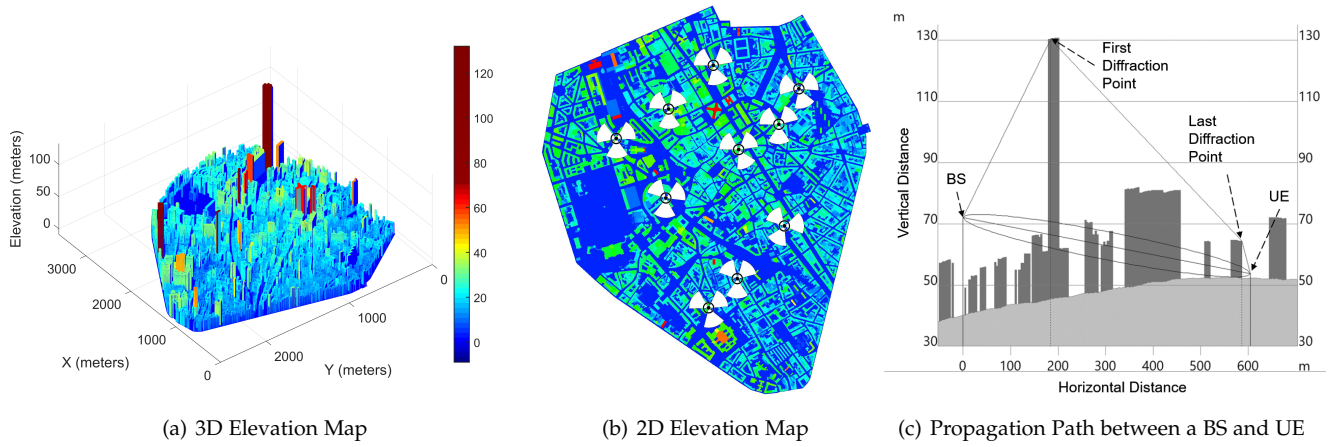 Elevation (meters)
100
50
0
3000
2000
1000
0
X (meters)
2000
1000
0
Y (meters)
120
100
80
60
40
20
0
(a) 3D Elevation Map
(b) 2D Elevation Map
m
130
110
90
70
50
30
Vertical Distance
BS
First
Diffraction
Point
Last
Diffraction
Point
UE
130
110
90
70
50
30
0 100 200 300 400 500 600 m
Horizontal Distance
(c) Propagation Path between a BS and UE